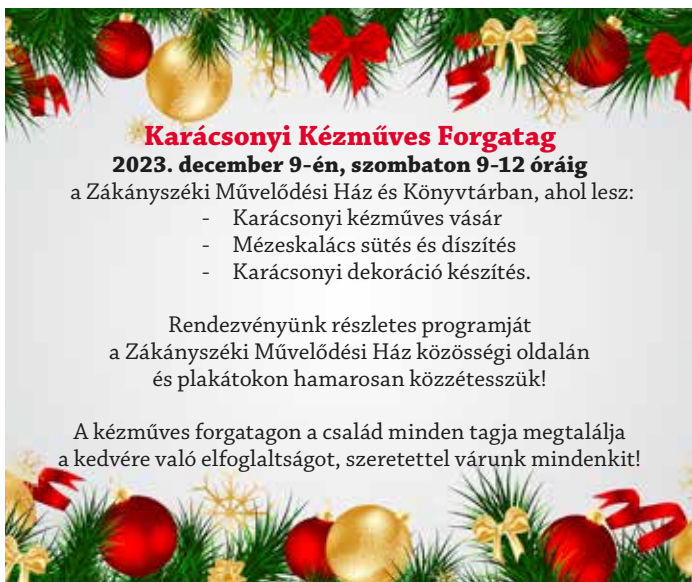 Karácsonyi Kézműves Forgatag
2023. december 9-én, szombaton 9-12 óráig
a Zákányszéki Művelődési Ház és Könyvtárban, ahol lesz:
- Karácsonyi kézműves vásár
- Mézeskalács sütés és díszítés
- Karácsonyi dekoráció készítés.
Rendezvényünk részletes programját
a Zákányszéki Művelődési Ház közösségi oldalán
és plakátokon hamarosan közzétesszük!
A kézműves forgatagon a család minden tagja megtalálja
a kedvére való elfoglaltságot, szeretettel várunk mindenkit!